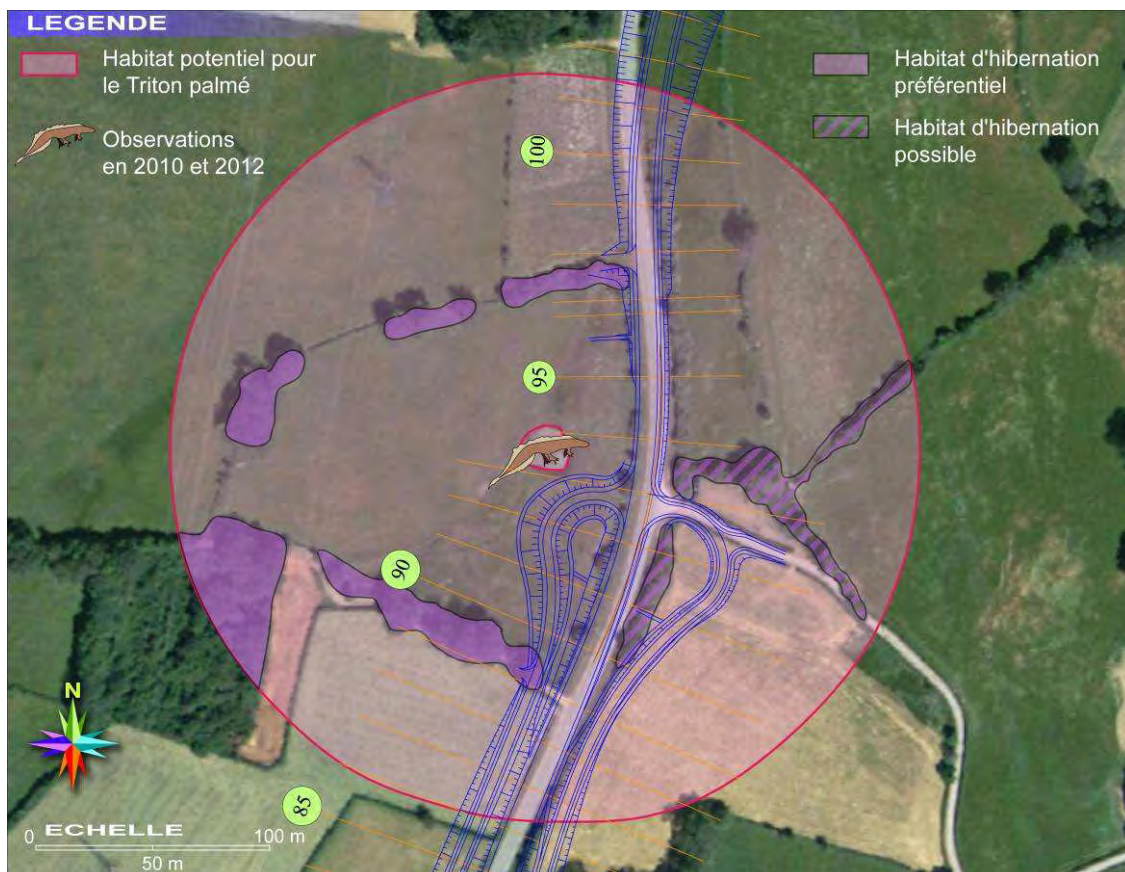 LEGENDE
Habitat potentiel pour
le Triton palmé
Observations
en 2010 et 2012
Habitat d'hibernation
préférentiel
Habitat d'hibernation
possible
100
95
90
85
N
ECHELLE
0
100 m
50 m